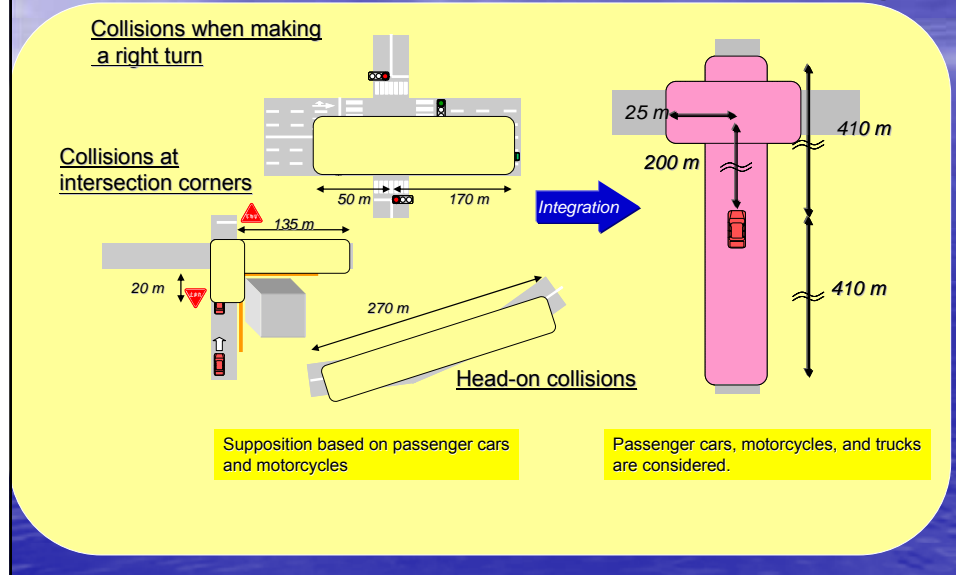 Collisions when making
a right turn
25 m
410 m
200 m
Collisions at
intersection corners
50 m
170 m
Integration
135 m
20 m
410 m
270 m
Head-on collisions
Supposition based on passenger cars
and motorcycles
Passenger cars, motorcycles, and trucks
are considered.